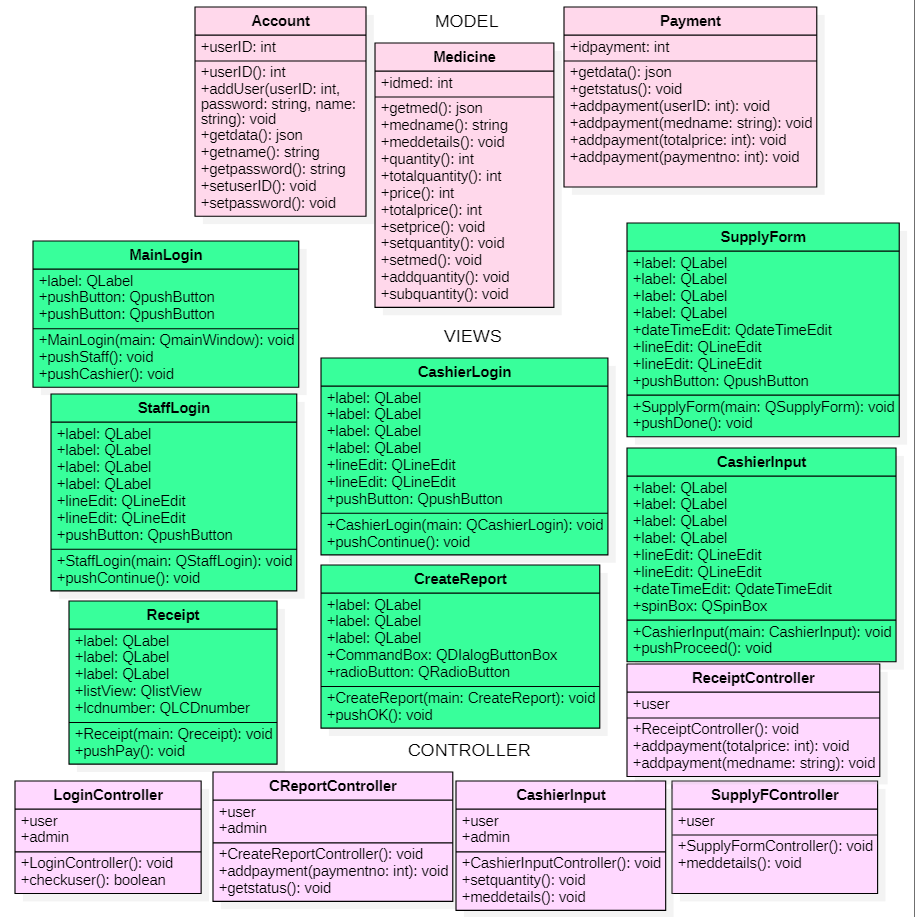 MODEL
Account
+userID: int
+userID(): int
+addUser(userID: int,
password: string, name:
string): void
+getdata(): json
+getname(): string
+getpassword(): string
+setuserID(): void
+setpassword(): void
Medicine
+idmed: int
+getmed(): json
+medname(): string
+meddetails(): void
+quantity(): int
+totalquantity(): int
+price(): int
+totalprice(): int
+setprice(): void
+setquantity(): void
+setmed(): void
+addquantity(): void
+subquantity(): void
Payment
+idpayment: int
+getdata(): json
+getstatus(): void
+addpayment(userID: int): void
+addpayment(medname: string): void
+addpayment(totalprice: int): void
+addpayment(paymentno: int): void
VIEWS
MainLogin
+label: QLabel
+pushButton: QpushButton
+pushButton: QpushButton
+MainLogin(main: QmainWindow): void
+pushStaff(): void
+pushCashier(): void
StaffLogin
+label: QLabel
+label: QLabel
+label: QLabel
+label: QLabel
+lineEdit: QLineEdit
+lineEdit: QLineEdit
+pushButton: QpushButton
+StaffLogin(main: QStaffLogin): void
+pushContinue(): void
Receipt
+label: QLabel
+label: QLabel
+label: QLabel
+listView: QlistView
+lcdnumber: QLCDnumber
+Receipt(main: Qreceipt): void
+pushPay(): void
CashierLogin
+label: QLabel
+label: QLabel
+label: QLabel
+label: QLabel
+lineEdit: QLineEdit
+lineEdit: QLineEdit
+pushButton: QpushButton
+CashierLogin(main: QCashierLogin): void
+pushContinue(): void
CreateReport
+label: QLabel
+label: QLabel
+label: QLabel
+CommandBox: QDIalogButtonBox
+radioButton: QRadioButton
+CreateReport(main: CreateReport): void
+pushOK(): void
SupplyForm
+label: QLabel
+label: QLabel
+label: QLabel
+label: QLabel
+dateTimeEdit: QdateTimeEdit
+lineEdit: QLineEdit
+lineEdit: QLineEdit
+pushButton: QpushButton
+SupplyForm(main: QSupplyForm): void
+pushDone(): void
CashierInput
+label: QLabel
+label: QLabel
+label: QLabel
+label: QLabel
+lineEdit: QLineEdit
+lineEdit: QLineEdit
+dateTimeEdit: QdateTimeEdit
+spinBox: QSpinBox
+CashierInput(main: CashierInput): void
+pushProceed(): void
CONTROLLER
ReceiptController
+user
+ReceiptController(): void
+addpayment(totalprice: int): void
+addpayment(medname: string): void
LoginController
+user
+admin
+LoginController(): void
+checkuser(): boolean
CReportController
+user
+admin
+CreateReportController(): void
+addpayment(paymentno: int): void
+getstatus(): void
CashierInput
+user
+admin
+CashierInputController(): void
+setquantity(): void
+meddetails(): void
SupplyFController
+user
+SupplyFormController(): void
+meddetails(): void